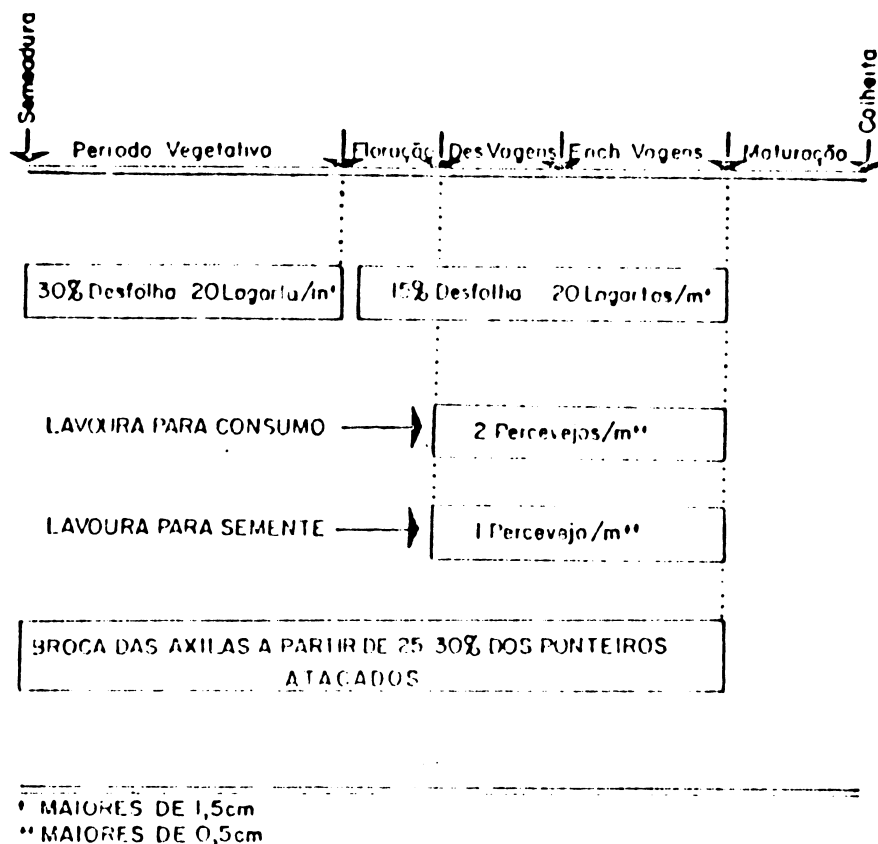 Semeadura
Colheita
Periodo Vegetativo Floração Des Vagens Ench Vagens Maturação
30% Desfolha 20 Lagarta/m* 15% Desfolha 20 Lagartas/m*
LAVOURA PARA CONSUMO 2 Percevejos/m**
LAVOURA PARA SEMENTE 1 Percevejo/m**
BROCA DAS AXILAS A PARTIR DE 25 30% DOS PONTEIROS
ATACADOS
* MAIORES DE 1,5cm
** MAIORES DE 0,5cm